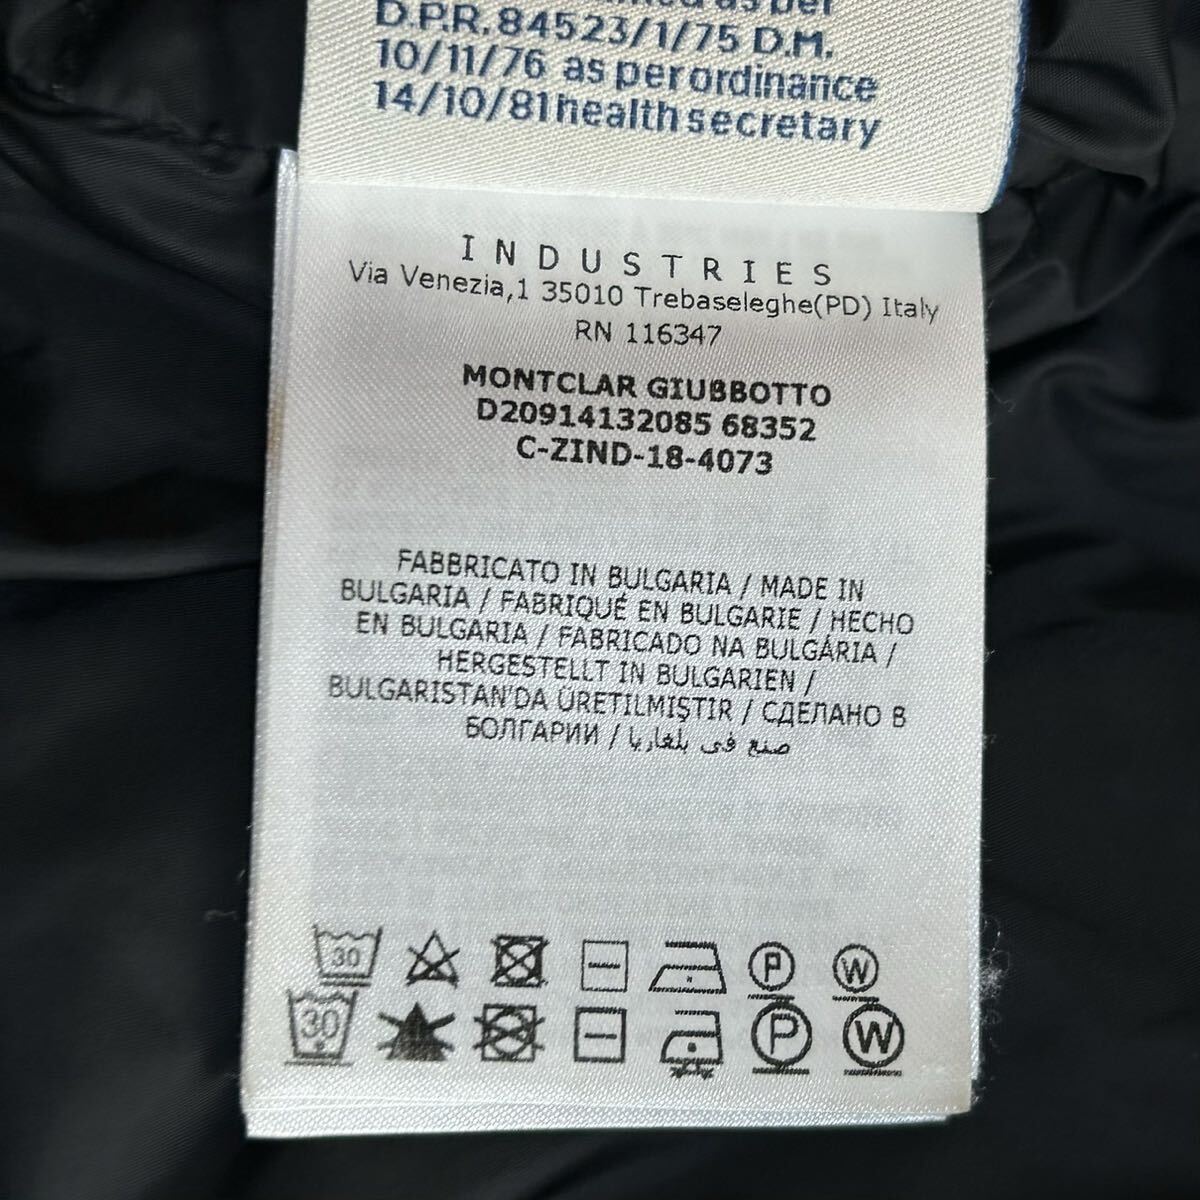 as per
D.P.R. 84523/1/75 D.M.
10/11/76 as per ordinance
14/10/81 health secretary
INDUSTRIES
Via Venezia,1 35010 Trebaseleghe(PD) Italy
RN 116347
MONTCLAR GIUBBOTTO
D20914132085 68352
C-ZIND-18-4073
FABBRICATO IN BULGARIA / MADE IN
BULGARIA / FABRIQUÉ EN BULGARIE / HECHO
EN BULGARIA / FABRICADO NA BULGÁRIA /
HERGESTELLT IN BULGARIEN /
BULGARISTAN'DA ÜRETILMIŞTIR / СДЕЛАНО В
БОЛГАРИИ / صنع في بلغاريا
30 P W
30 P W